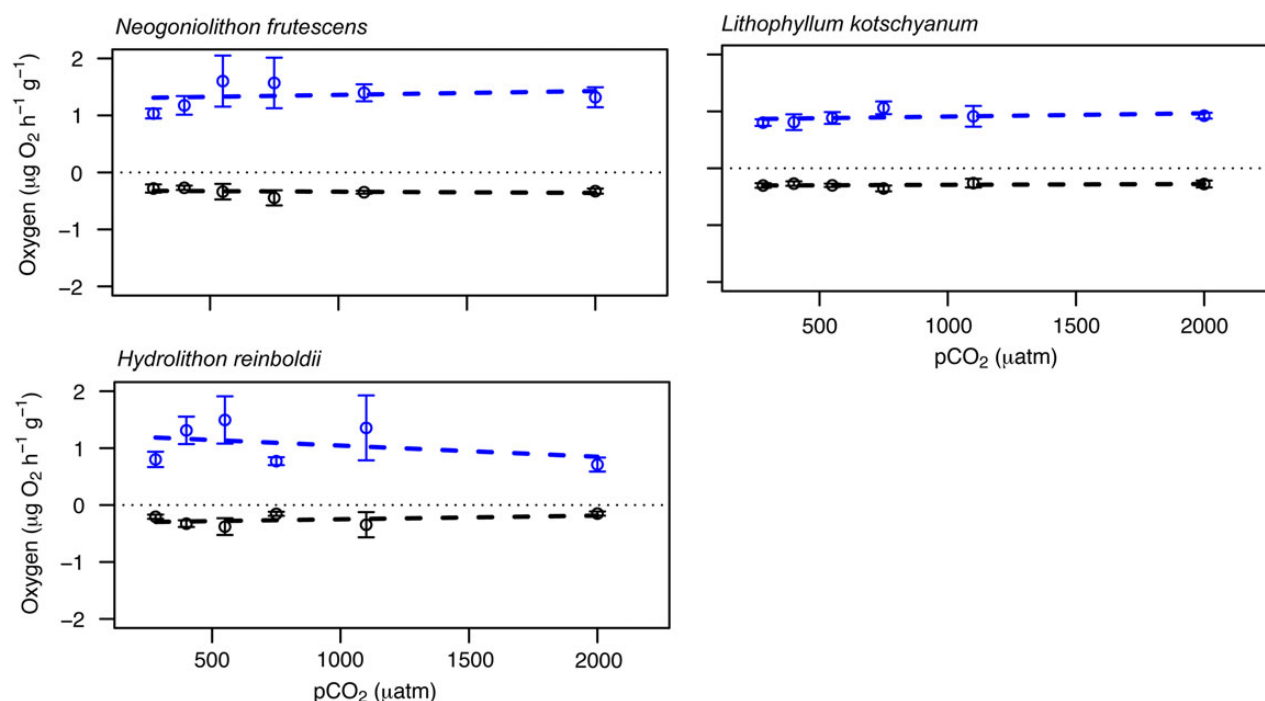 Neogoniolithon frutescens
Oxygen (μg O₂ h⁻¹ g⁻¹)
2
1
0
−1
−2
Lithophyllum kotschyanum
500 1000 1500 2000
pCO₂ (μatm)
Hydrolithon reinboldii
Oxygen (μg O₂ h⁻¹ g⁻¹)
2
1
0
−1
−2
500 1000 1500 2000
pCO₂ (μatm)